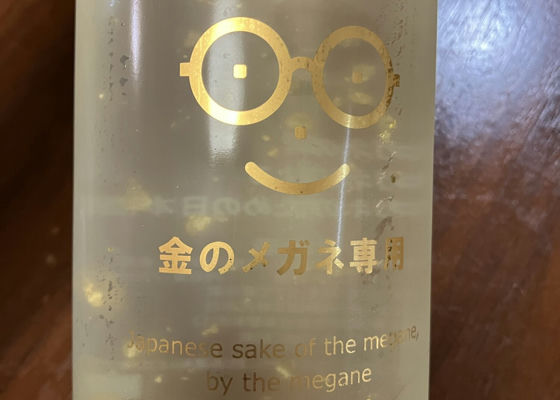 金のメガネ専用
Japanese sake of the megane,
by the megane